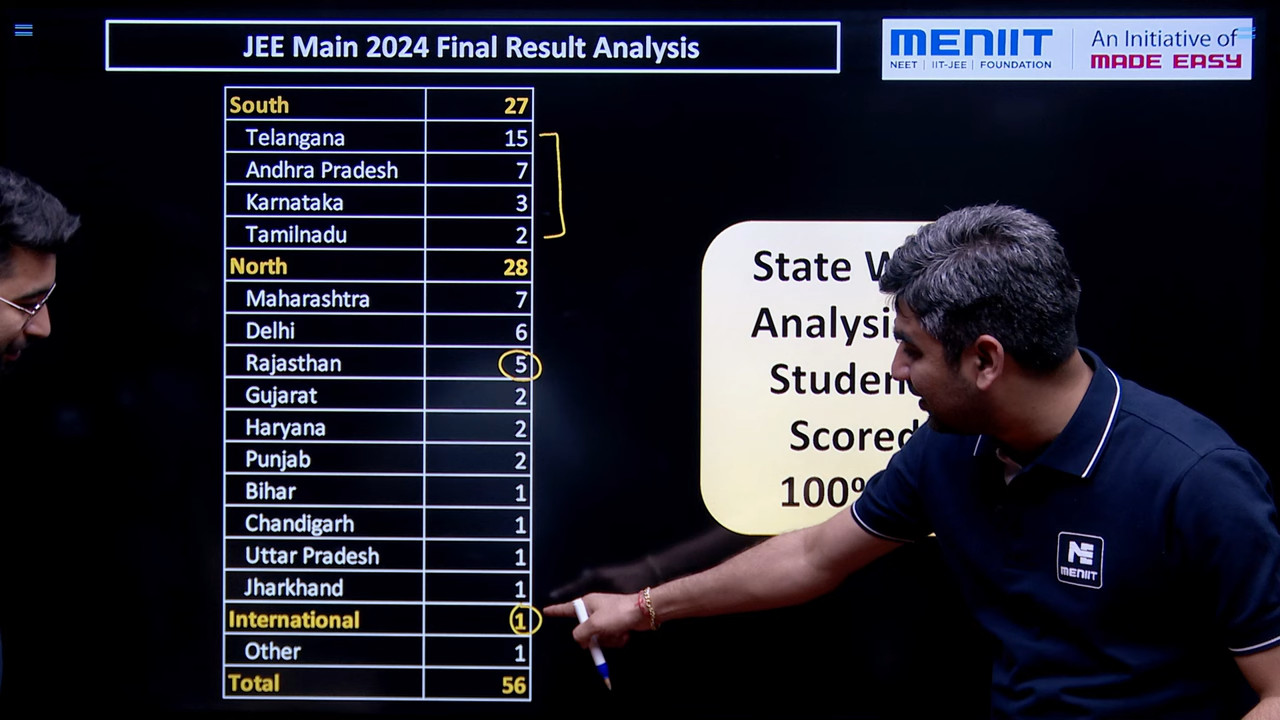 JEE Main 2024 Final Result Analysis
MENIIT
NEET | IIT-JEE | FOUNDATION
An Initiative of
MADE EASY
South 27
Telangana 15
Andhra Pradesh 7
Karnataka 3
Tamilnadu 2
North 28
Maharashtra 7
Delhi 6
Rajasthan 5
Gujarat 2
Haryana 2
Punjab 2
Bihar 1
Chandigarh 1
Uttar Pradesh 1
Jharkhand 1
International 1
Other 1
Total 56
State
Scored
100%
MENIIT